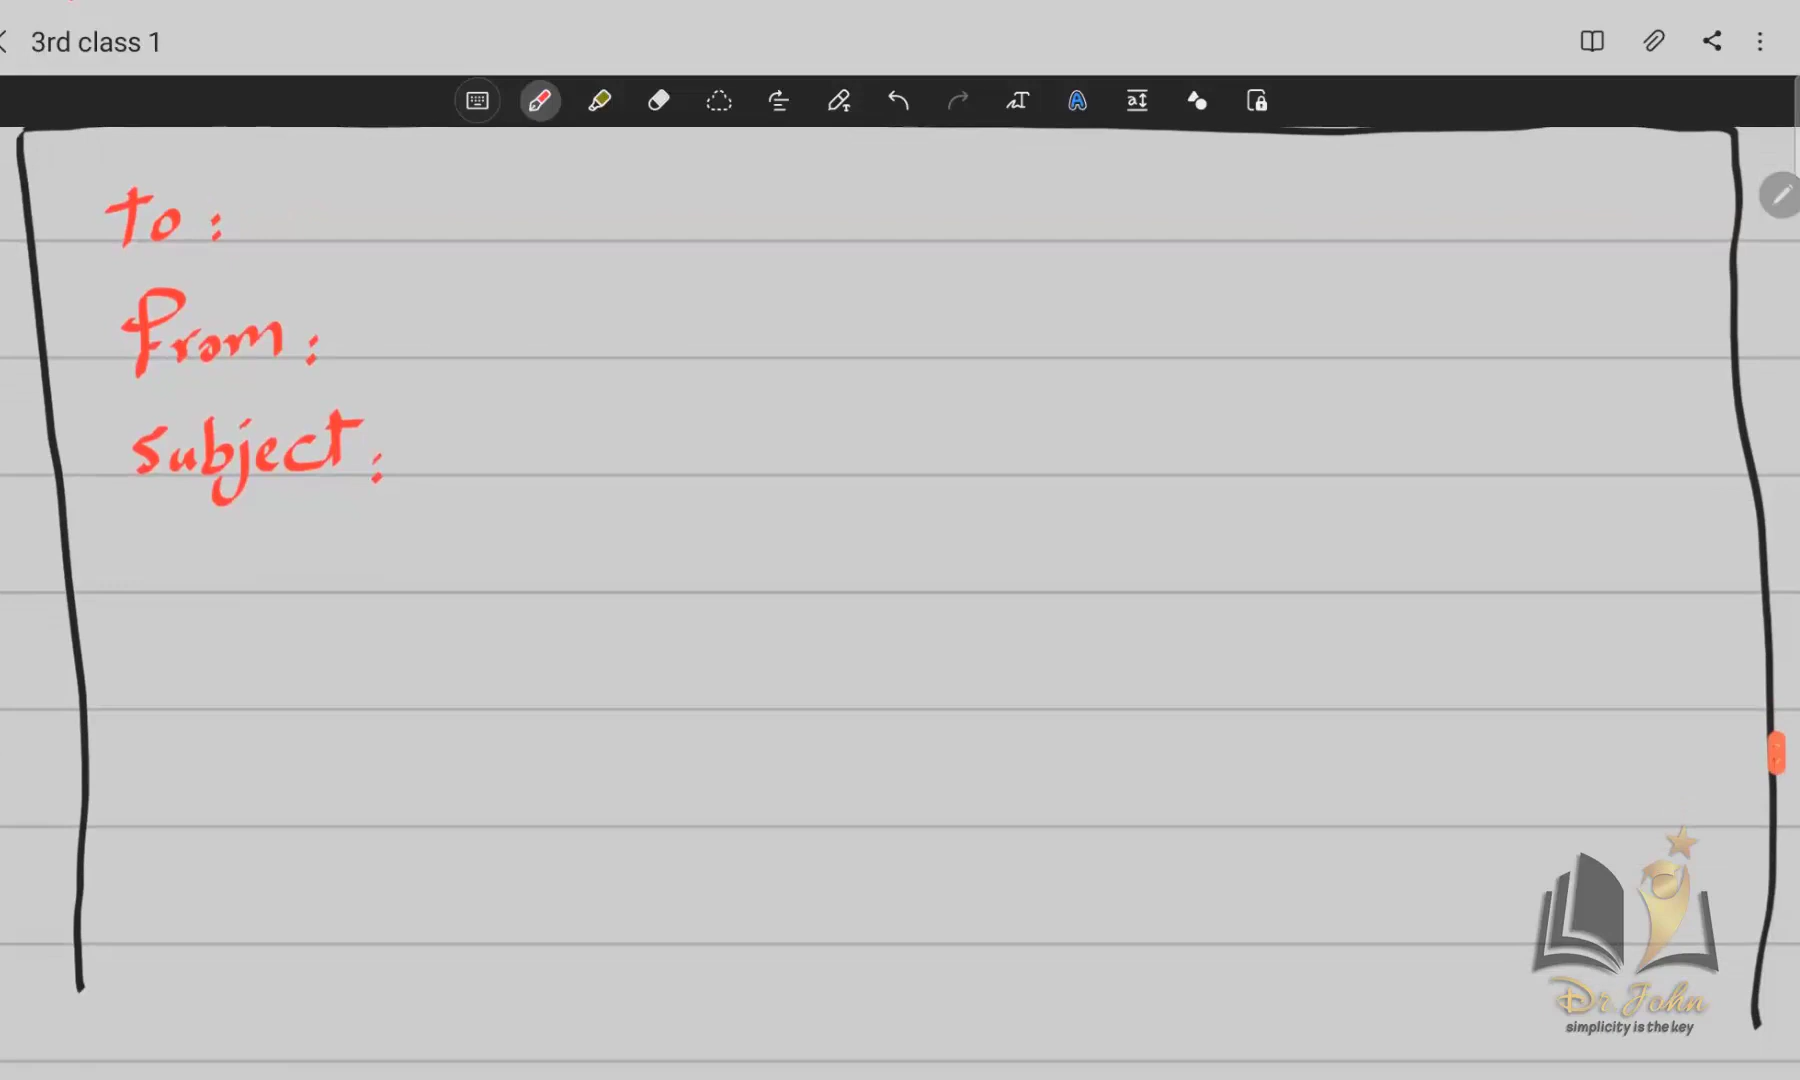 3rd class 1
To:
From:
Subject:
Dr. John
simplicity is the key